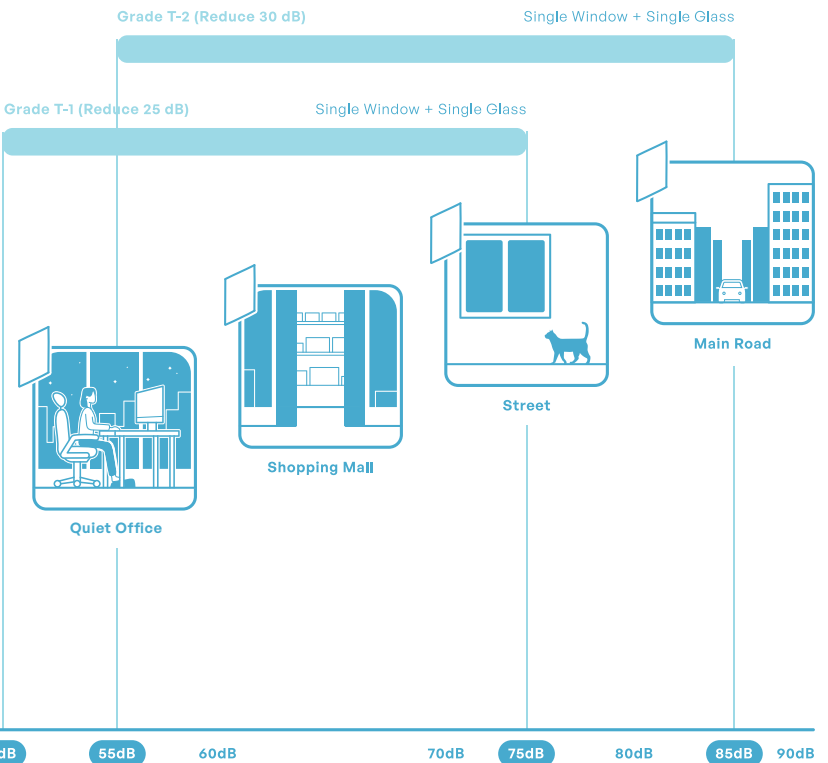 Grade T-2 (Reduce 30 dB) Single Window + Single Glass
Grade T-1 (Reduce 25 dB) Single Window + Single Glass
Main Road
Street
Shopping Mall
Quiet Office
dB 55dB 60dB 70dB 75dB 80dB 85dB 90dB